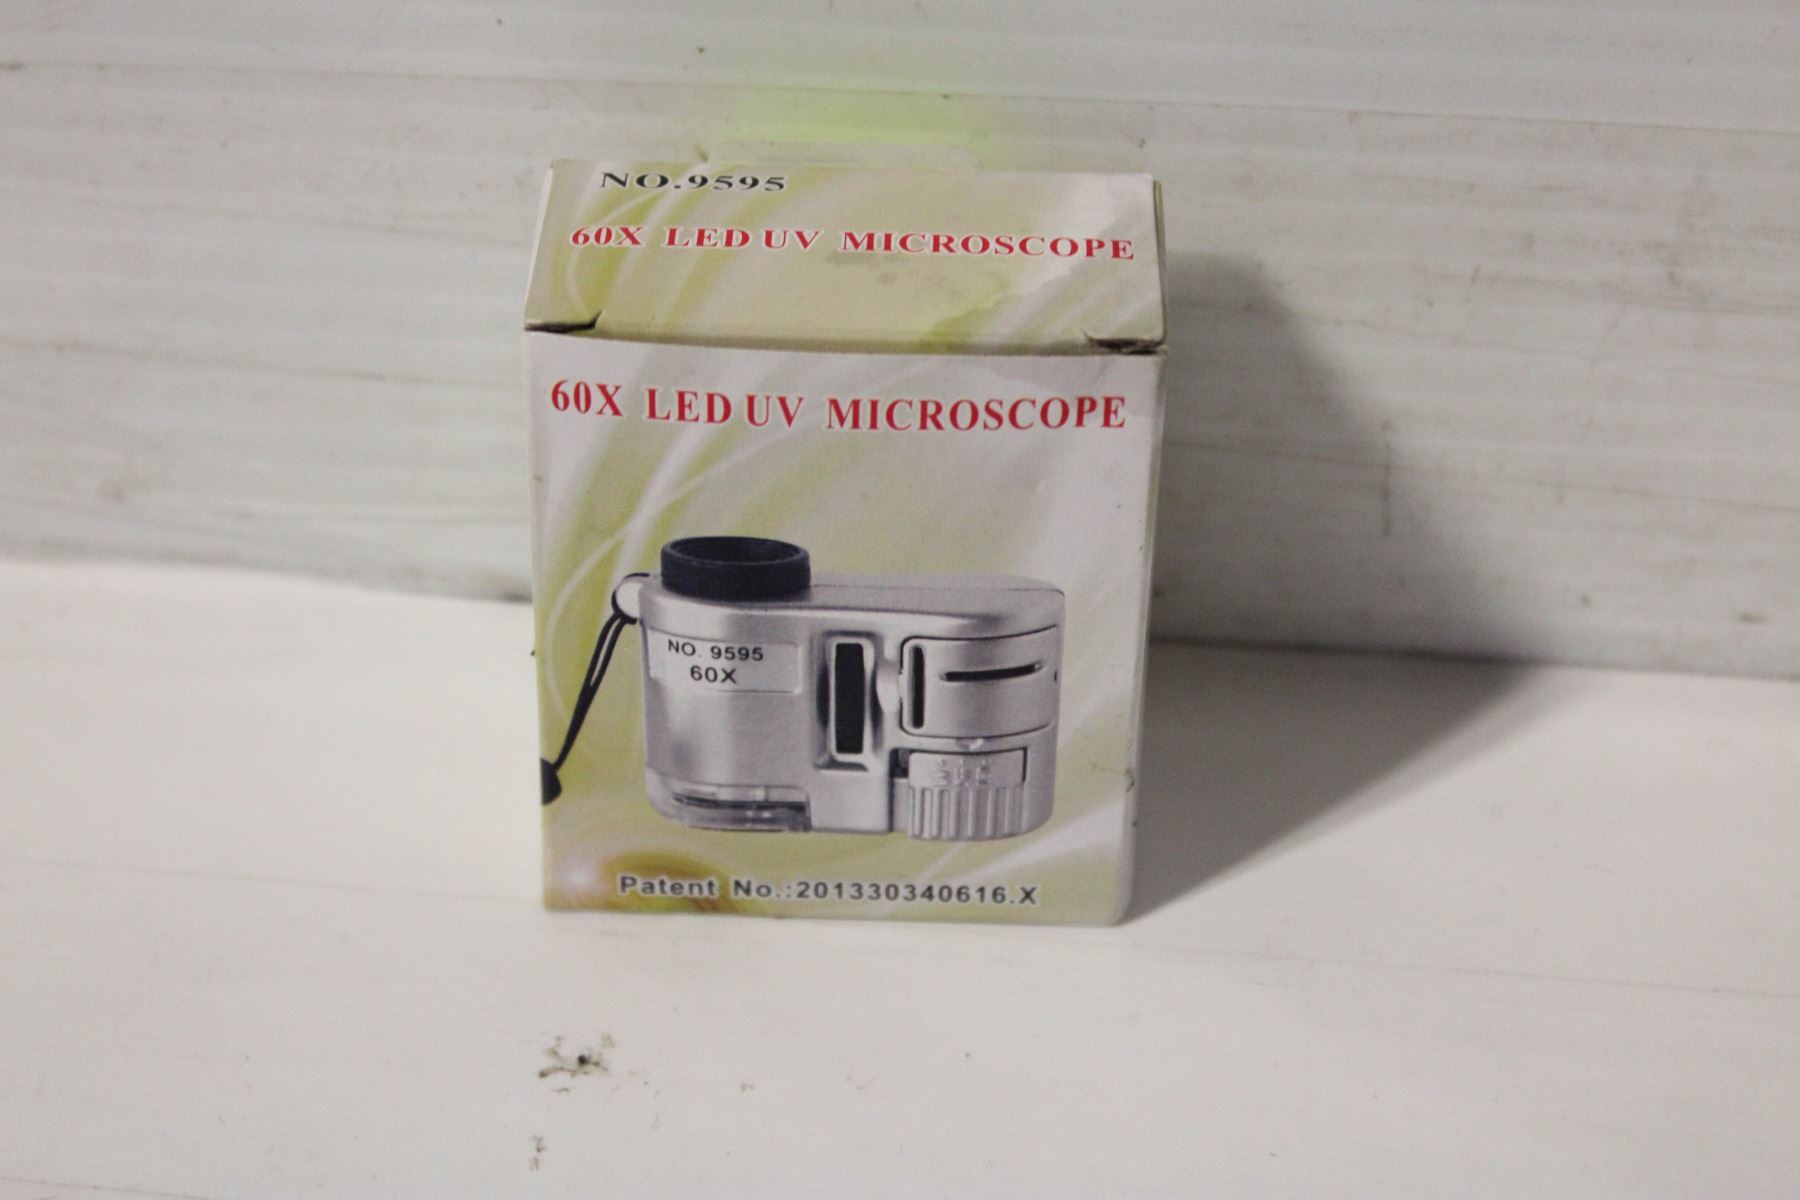 NO.9595
60X LED UV MICROSCOPE
60X LED UV MICROSCOPE
NO. 9595
60X
Patent No.:201330340616.X